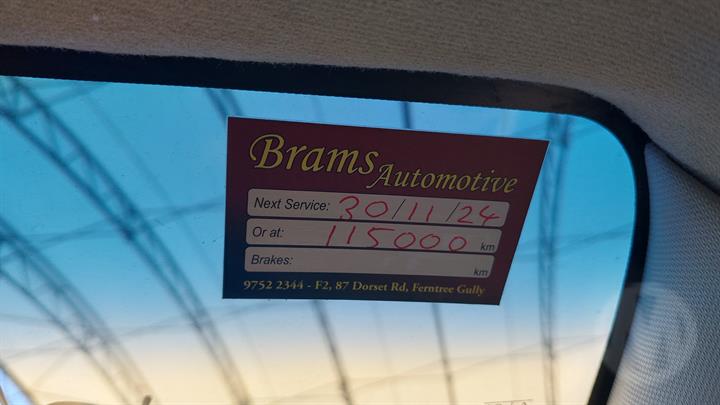 Brams
Automotive
Next Service: 30/11/24
Or at: 115000 km
Brakes: km
9752 2344 - F2, 87 Dorset Rd, Ferntree Gully